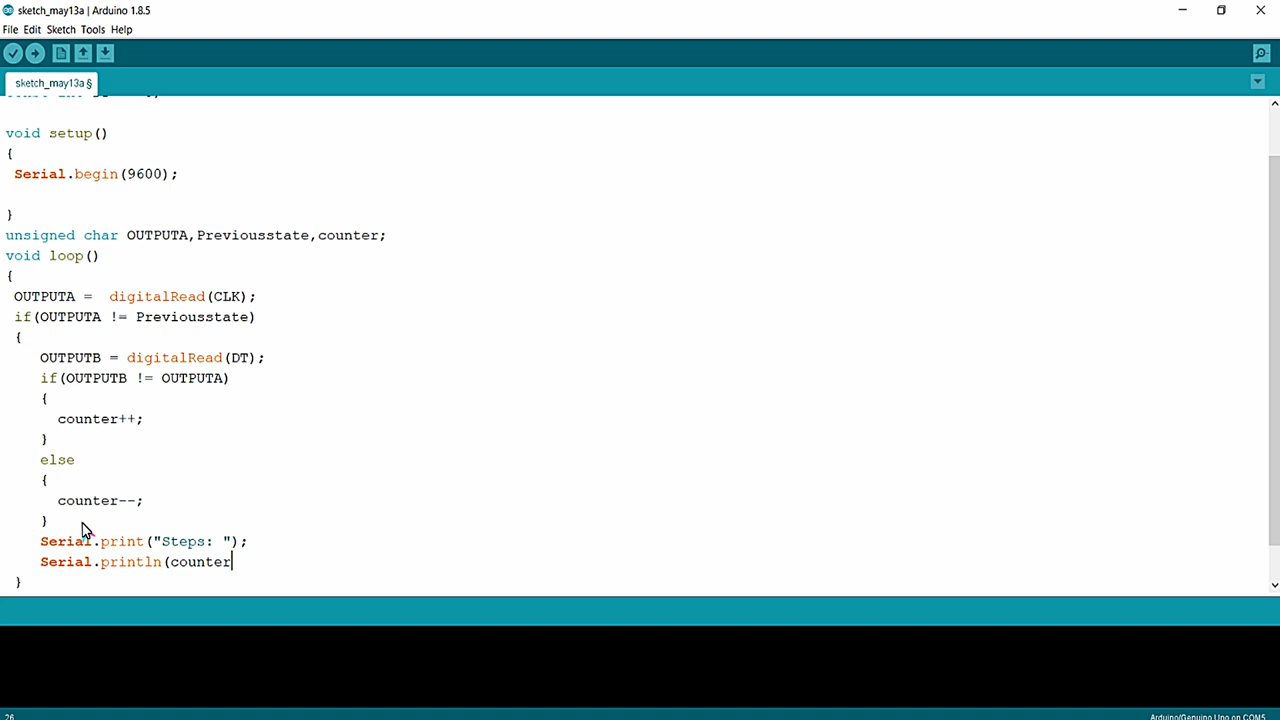 sketch_may13a | Arduino 1.8.5
File Edit Sketch Tools Help
sketch_may13a §
void setup()
{
Serial.begin(9600);
}
unsigned char OUTPUTA,Previousstate,counter;
void loop()
{
OUTPUTA =  digitalRead(CLK);
if(OUTPUTA != Previousstate)
{
OUTPUTB = digitalRead(DT);
if(OUTPUTB != OUTPUTA)
{
counter++;
}
else
{
counter--;
}
Serial.print("Steps: ");
Serial.println(counter
}
26
Arduino/Genuino Uno on COM5